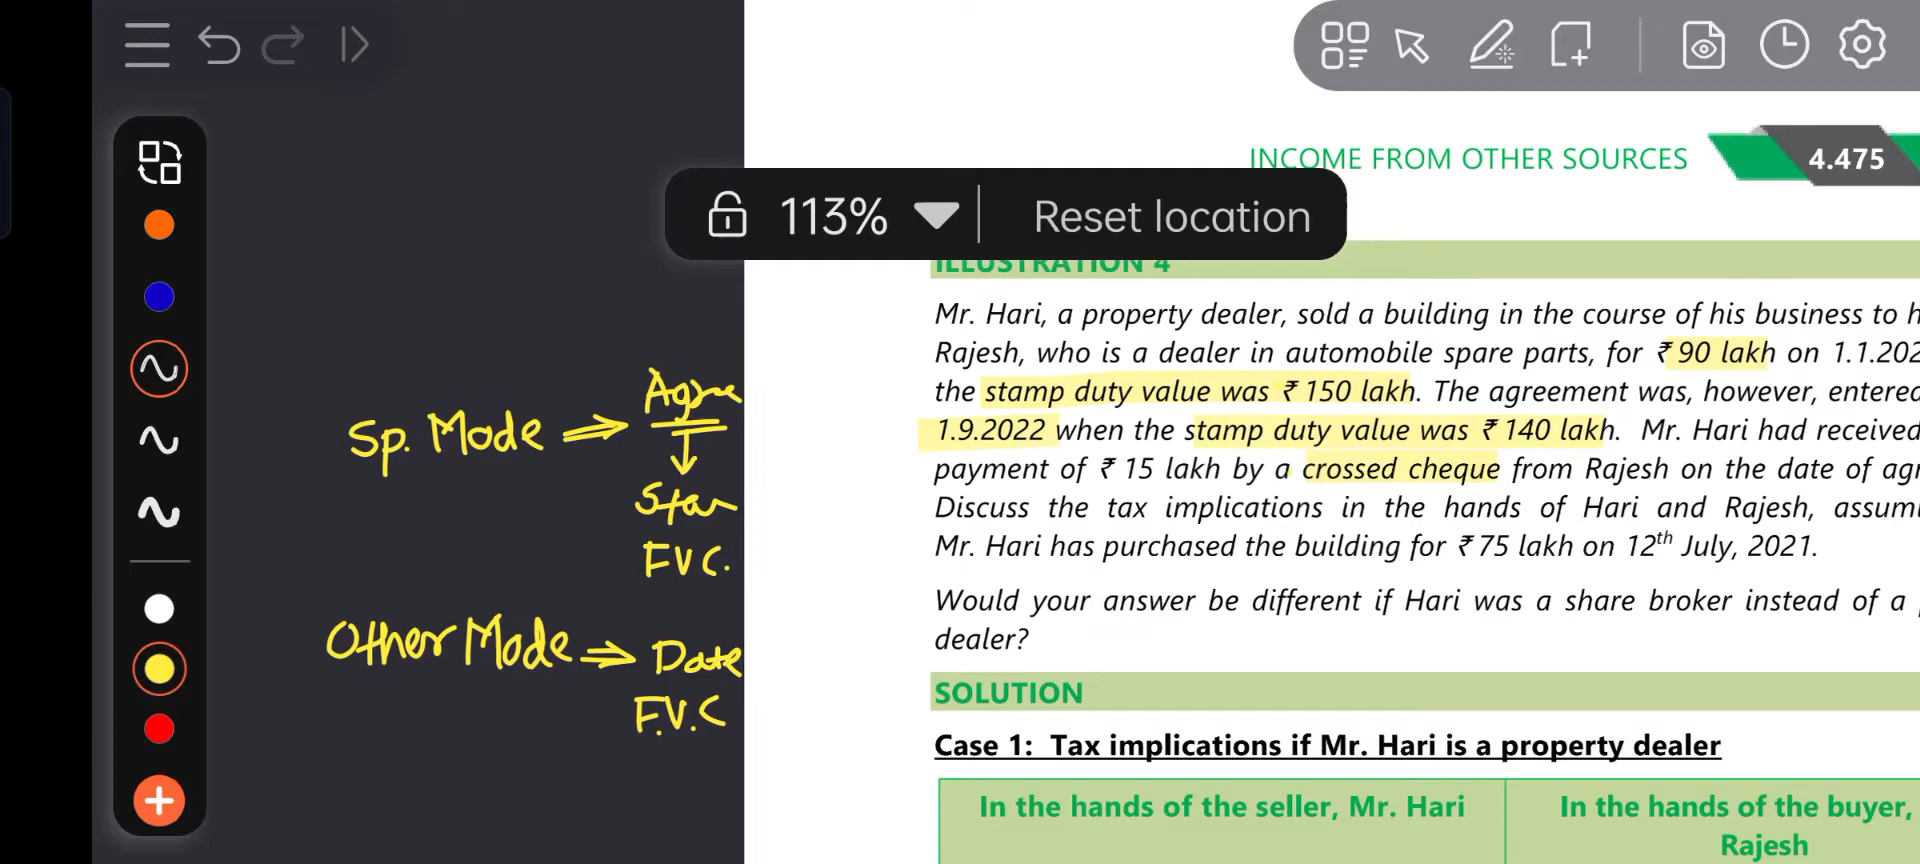 INCOME FROM OTHER SOURCES 4.475
113% Reset location
ILLUSTRATION 4
Mr. Hari, a property dealer, sold a building in the course of his business to h
Rajesh, who is a dealer in automobile spare parts, for ₹ 90 lakh on 1.1.202
the stamp duty value was ₹ 150 lakh. The agreement was, however, entered
1.9.2022 when the stamp duty value was ₹ 140 lakh. Mr. Hari had received
payment of ₹ 15 lakh by a crossed cheque from Rajesh on the date of agr
Discuss the tax implications in the hands of Hari and Rajesh, assum
Mr. Hari has purchased the building for ₹ 75 lakh on 12th July, 2021.
Would your answer be different if Hari was a share broker instead of a p
dealer?
SOLUTION
Case 1: Tax implications if Mr. Hari is a property dealer
In the hands of the seller, Mr. Hari
In the hands of the buyer,
Rajesh
Sp. Mode ⇒ Agre
↓
Stam
FVC.
Other Mode ⇒ Date
F.V.C